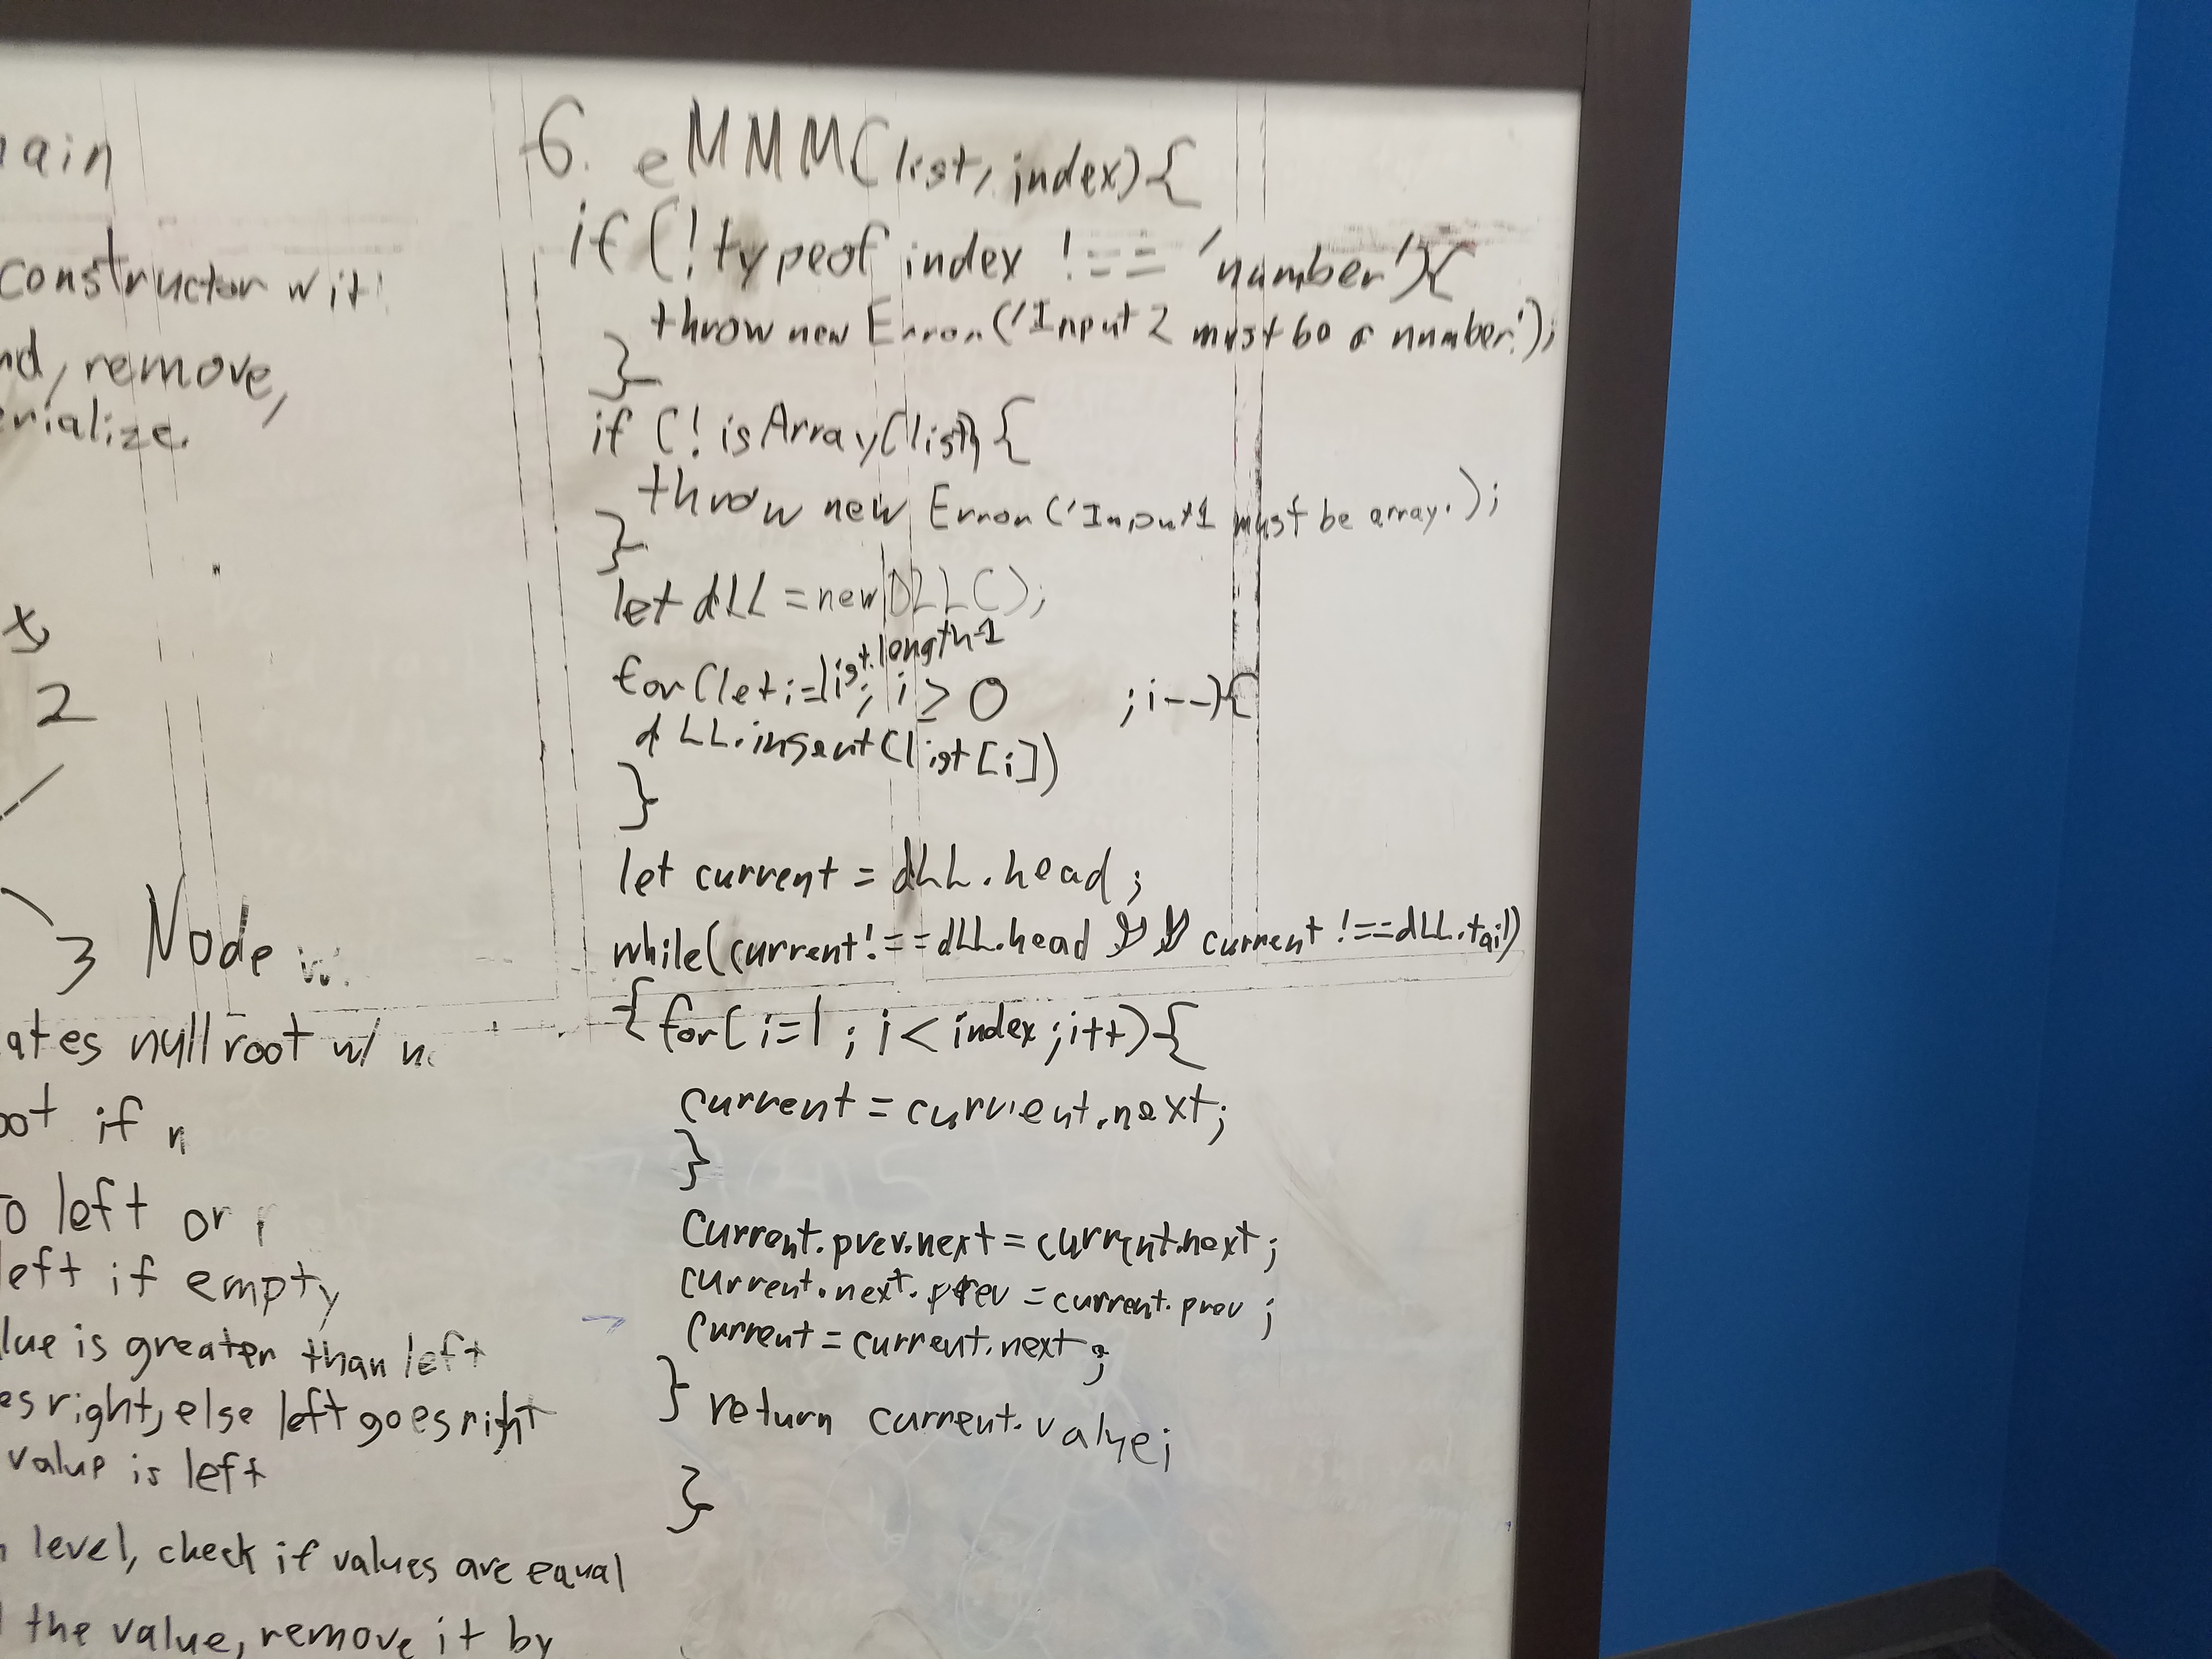 ain
constructor wit
nd, remove,
erialize.
x
2
3 Node w
ates null root w/ n
oot if n
o left or r
left if empty
lue is greater than left
es right, else left goes right
value is left
level, check if values are equal
the value, remove it by
6. eMMM(list, index){
if (!typeof index !== 'number'){
throw new Error('Input 2 must be a number.');
}
if (!isArray(list){
throw new Error('Input 1 must be array.);
}
let dLL = new DLL();
for(let i=list.length-1; i ≥ 0 ; i--){
dLL.insert(list[i])
}
let current = dLL.head;
while(current !== dLL.head && current !== dLL.tail)
{for(i=1; i < index; i++){
current = current.next;
}
current.prev.next = current.next;
current.next.prev = current.prev;
current = current.next;
} return current.value;
}